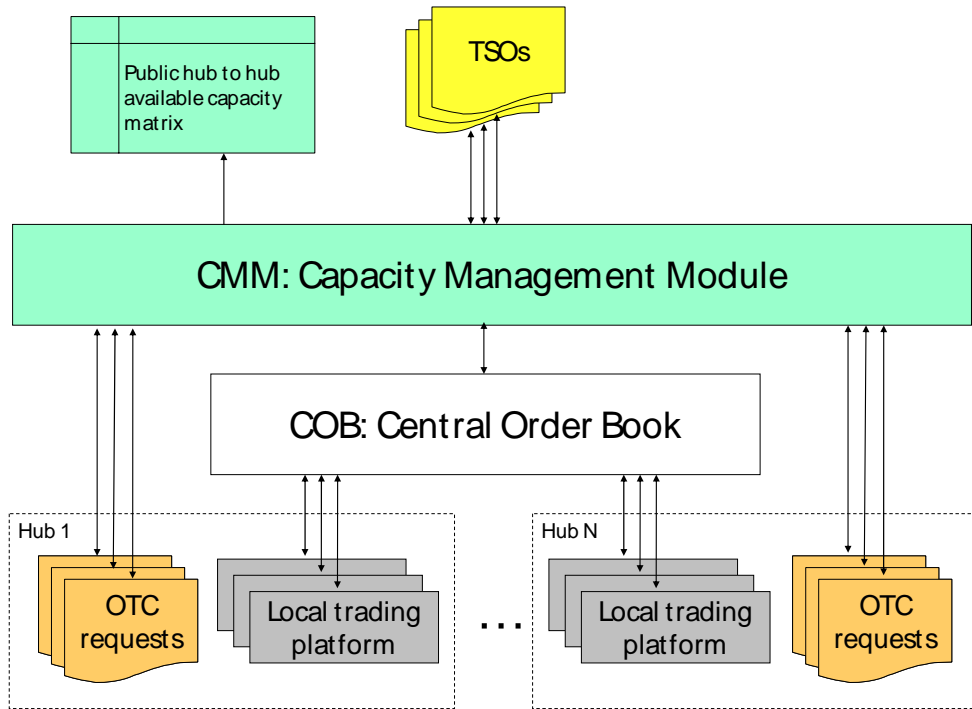 Public hub to hub
available capacity
matrix
TSOs
CMM: Capacity Management Module
COB: Central Order Book
Hub 1
Hub N
OTC
requests
Local trading
platform
...
Local trading
platform
OTC
requests